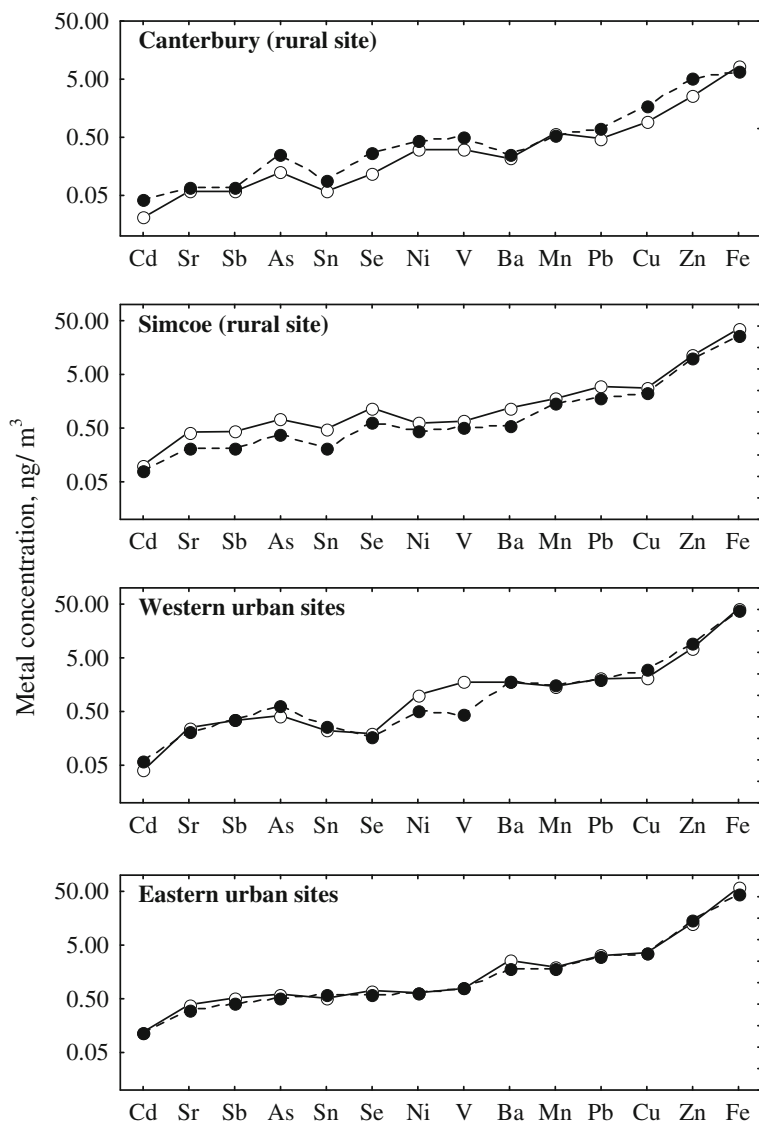 Metal concentration, ng/ m³
Canterbury (rural site)
50.00
5.00
0.50
0.05
Cd Sr Sb As Sn Se Ni V Ba Mn Pb Cu Zn Fe
Simcoe (rural site)
50.00
5.00
0.50
0.05
Cd Sr Sb As Sn Se Ni V Ba Mn Pb Cu Zn Fe
Western urban sites
50.00
5.00
0.50
0.05
Cd Sr Sb As Sn Se Ni V Ba Mn Pb Cu Zn Fe
Eastern urban sites
50.00
5.00
0.50
0.05
Cd Sr Sb As Sn Se Ni V Ba Mn Pb Cu Zn Fe